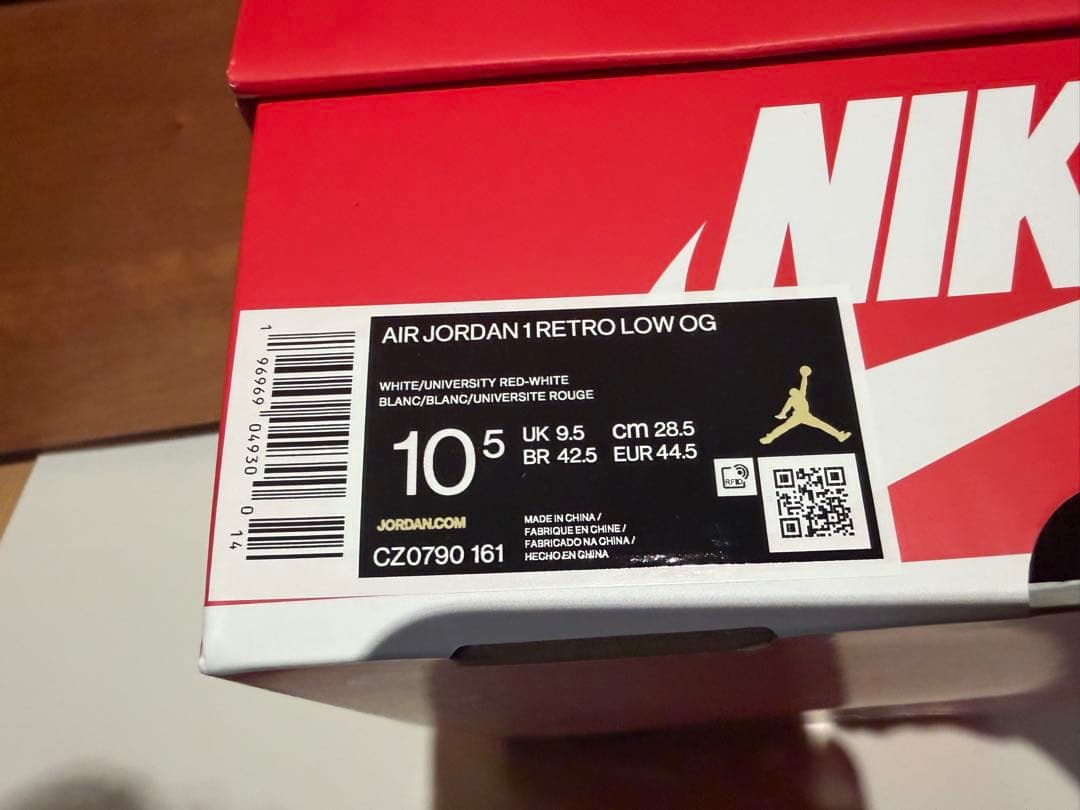 NIK
AIR JORDAN 1 RETRO LOW OG
WHITE/UNIVERSITY RED-WHITE
BLANC/BLANC/UNIVERSITE ROUGE
10 5
UK 9.5 cm 28.5
BR 42.5 EUR 44.5
RFID
JORDAN.COM
CZ0790 161
MADE IN CHINA /
FABRIQUE EN CHINE /
FABRICADO NA CHINA /
HECHO EN CHINA
1 96969 04930 0 14